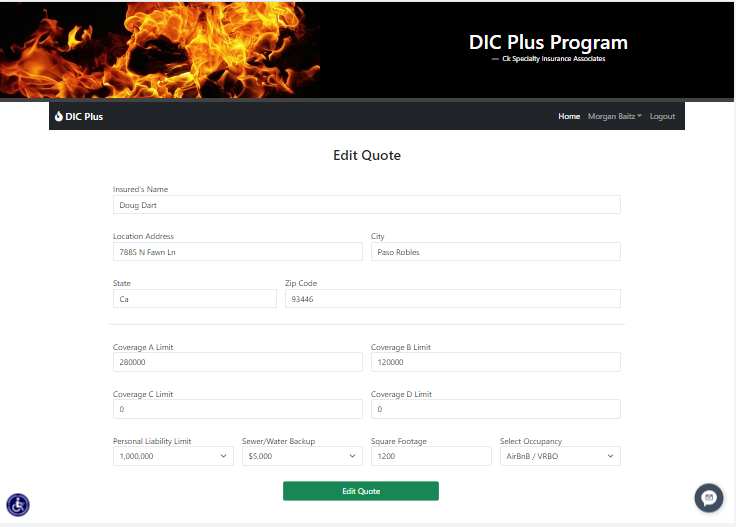 DIC Plus Program
— Ck Specialty Insurance Associates
DIC Plus
Home Morgan Baitz Logout
Edit Quote
Insured's Name
Doug Dart
Location Address City
7885 N Fawn Ln Paso Robles
State Zip Code
Ca 93446
Coverage A Limit Coverage B Limit
280000 120000
Coverage C Limit Coverage D Limit
0 0
Personal Liability Limit Sewer/Water Backup Square Footage Select Occupancy
1,000,000 $5,000 1200 AirBnB / VRBO
Edit Quote